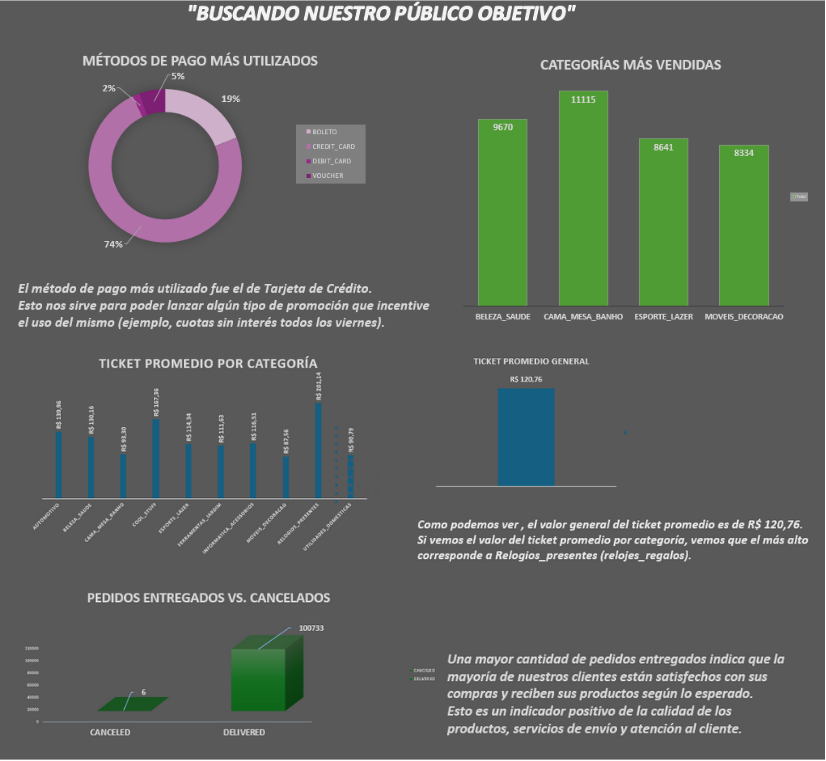 "BUSCANDO NUESTRO PÚBLICO OBJETIVO"
MÉTODOS DE PAGO MÁS UTILIZADOS
5%
2%
19%
74%
BOLETO
CREDIT_CARD
DEBIT_CARD
VOUCHER
CATEGORÍAS MÁS VENDIDAS
9670
11115
8641
8334
BELEZA_SAUDE CAMA_MESA_BANHO ESPORTE_LAZER MOVEIS_DECORACAO
El método de pago más utilizado fue el de Tarjeta de Crédito.
Esto nos sirve para poder lanzar algún tipo de promoción que incentive
el uso del mismo (ejemplo, cuotas sin interés todos los viernes).
TICKET PROMEDIO POR CATEGORÍA
R$ 139,86
R$ 130,16
R$ 93,30
R$ 167,36
R$ 114,34
R$ 111,63
R$ 116,51
R$ 87,56
R$ 201,14
R$ 90,79
AUTOMOTIVO
BELEZA_SAUDE
CAMA_MESA_BANHO
COOL_STUFF
ESPORTE_LAZER
FERRAMENTAS_JARDIM
INFORMATICA_ACESSORIOS
MOVEIS_DECORACAO
RELOGIOS_PRESENTES
UTILIDADES_DOMESTICAS
TICKET PROMEDIO GENERAL
R$ 120,76
Como podemos ver , el valor general del ticket promedio es de R$ 120,76.
Si vemos el valor del ticket promedio por categoría, vemos que el más alto
corresponde a Relogios_presentes (relojes_regalos).
PEDIDOS ENTREGADOS VS. CANCELADOS
100733
6
120000
100000
80000
60000
40000
20000
0
CANCELED DELIVERED
CANCELED
DELIVERED
Una mayor cantidad de pedidos entregados indica que la
mayoría de nuestros clientes están satisfechos con sus
compras y reciben sus productos según lo esperado.
Esto es un indicador positivo de la calidad de los
productos, servicios de envío y atención al cliente.